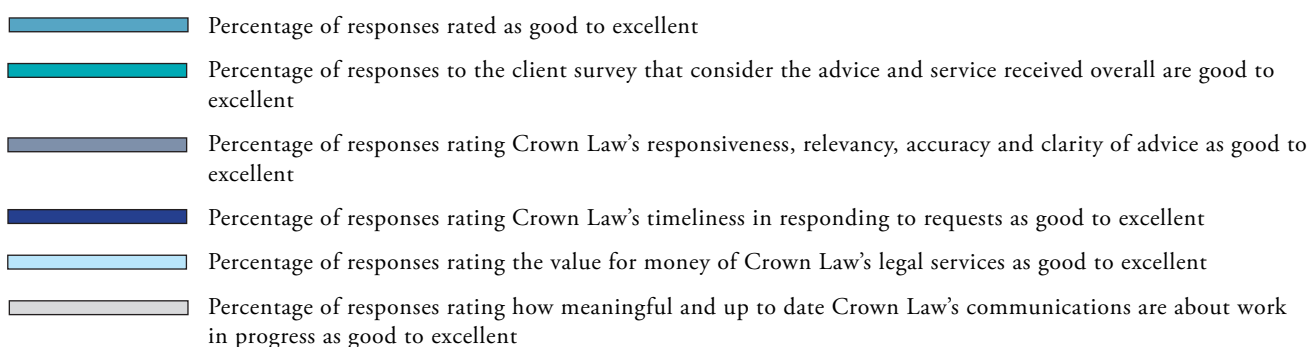 Percentage of responses rated as good to excellent
Percentage of responses to the client survey that consider the advice and service received overall are good to
excellent
Percentage of responses rating Crown Law’s responsiveness, relevancy, accuracy and clarity of advice as good to
excellent
Percentage of responses rating Crown Law’s timeliness in responding to requests as good to excellent
Percentage of responses rating the value for money of Crown Law’s legal services as good to excellent
Percentage of responses rating how meaningful and up to date Crown Law’s communications are about work
in progress as good to excellent